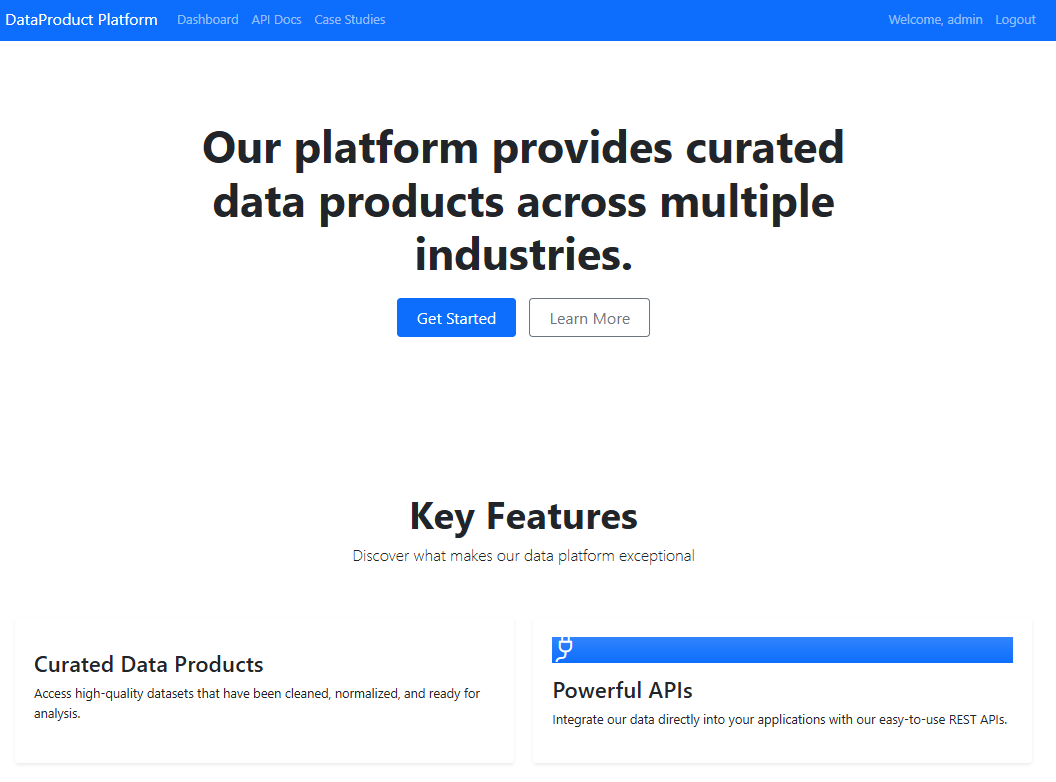 DataProduct Platform Dashboard API Docs Case Studies Welcome, admin Logout
Our platform provides curated
data products across multiple
industries.
Get Started Learn More
Key Features
Discover what makes our data platform exceptional
Curated Data Products
Access high-quality datasets that have been cleaned, normalized, and ready for
analysis.
Powerful APIs
Integrate our data directly into your applications with our easy-to-use REST APIs.